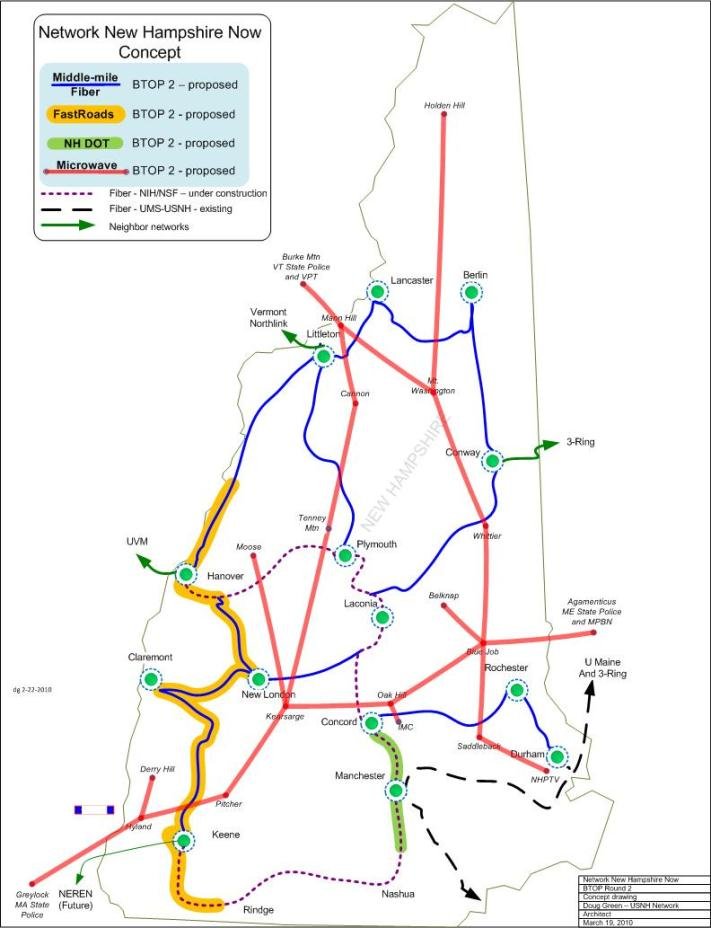 Network New Hampshire Now
Concept
Middle-mile
Fiber
BTOP 2 – proposed
FastRoads
BTOP 2 - proposed
NH DOT
BTOP 2 - proposed
Microwave
BTOP 2 - proposed
Fiber - NIH/NSF – under construction
Fiber - UMS-USNH - existing
Neighbor networks
Holden Hill
Burke Mtn
VT State Police
and VPT
Lancaster
Berlin
Vermont
Northlink
Mann Hill
Littleton
Mt.
Washington
Cannon
NEW HAMPSHIRE
3-Ring
Conway
Tenney
Mtn
Whittier
UVM
Moose
Plymouth
Hanover
Laconia
Belknap
Agamenticus
ME State Police
and MPBN
Claremont
Blue Job
Rochester
U Maine
And 3-Ring
dg 2-22-2010
New London
Oak Hill
Kearsarge
Concord
IMC
Saddleback
Durham
NHPTV
Derry Hill
Manchester
Pitcher
Hyland
Keene
Greylock
MA State
Police
NEREN
(Future)
Nashua
Rindge
Network New Hampshire Now
BTOP Round 2
Concept drawing
Doug Green – USNH Network
Architect
March 19, 2010